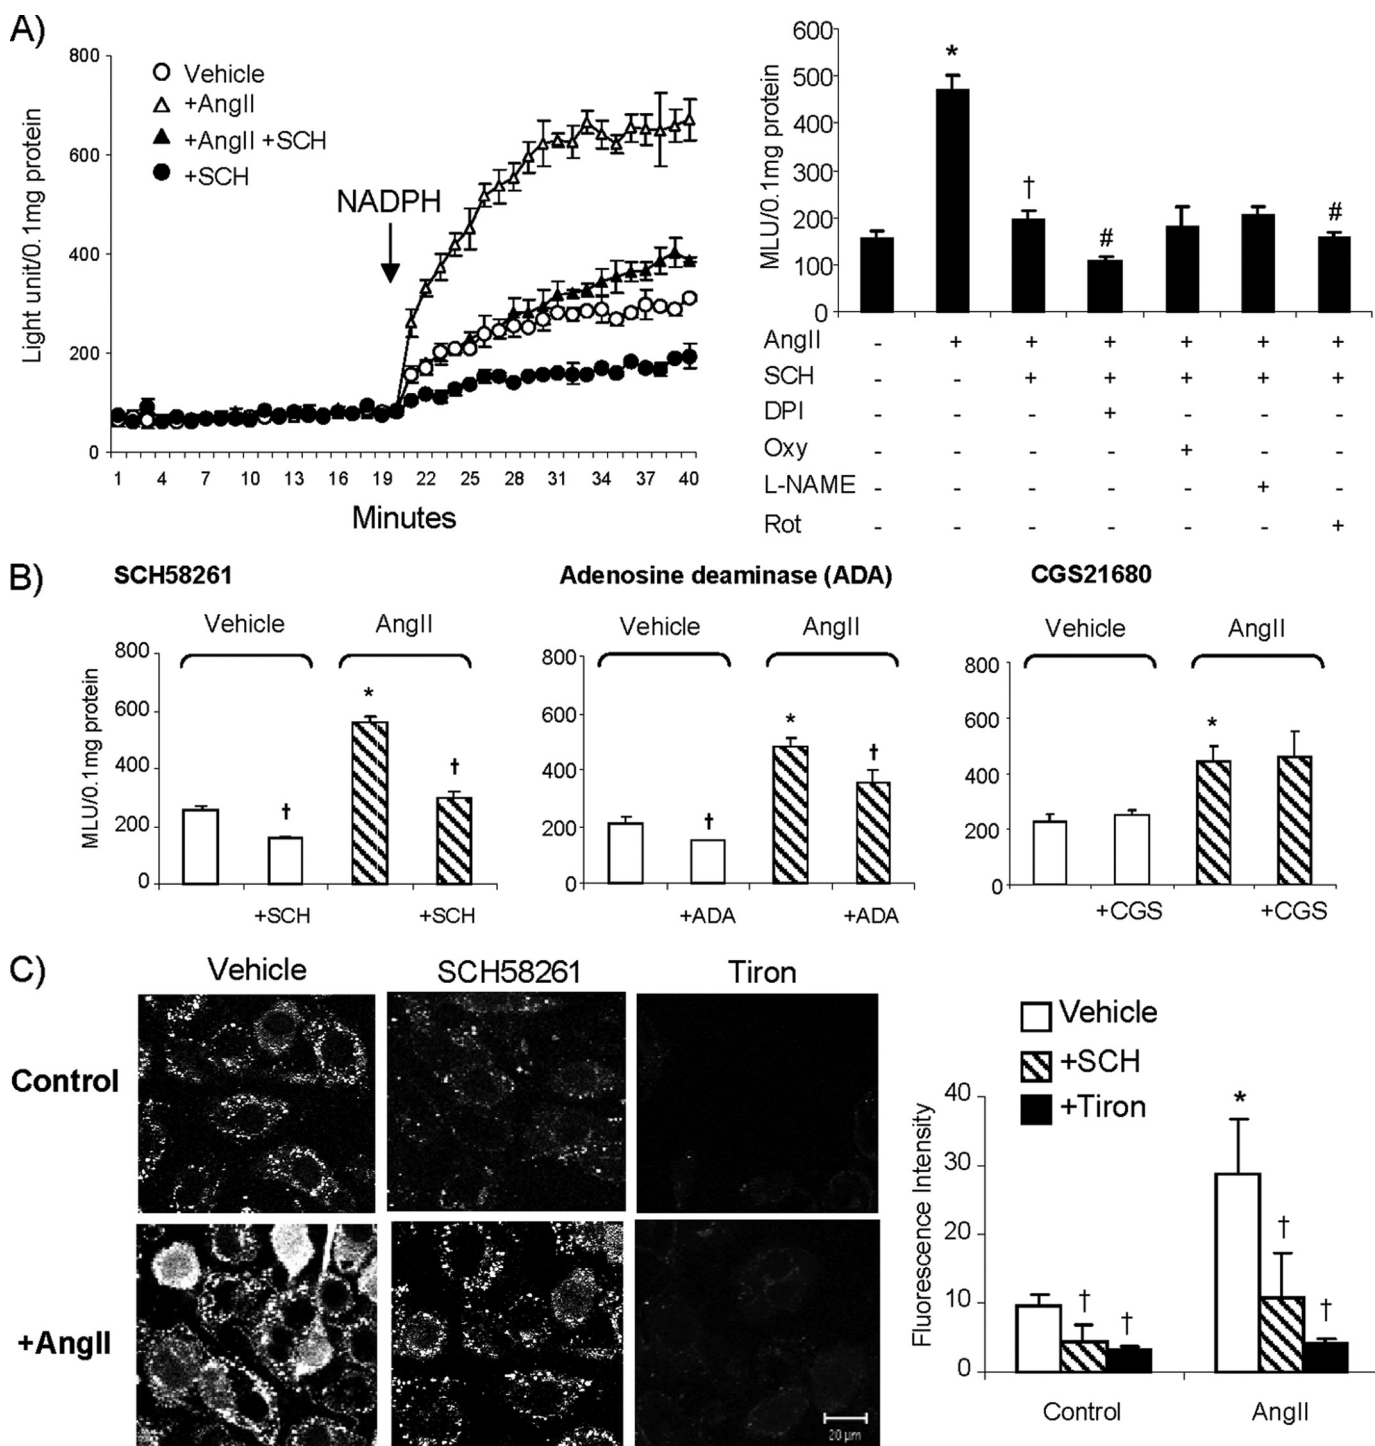 A)
Light unit/0.1mg protein
800
600
400
200
0
Vehicle
+AngII
+AngII +SCH
+SCH
NADPH
1 4 7 10 13 16 19 22 25 28 31 34 37 40
Minutes
MLU/0.1mg protein
600
500
400
300
200
100
0
*
†
#
#
AngII - + + + + + +
SCH - - + + + + +
DPI - - - + - - -
Oxy - - - - + - -
L-NAME - - - - - + -
Rot - - - - - - +
B)
SCH58261
Vehicle AngII
MLU/0.1mg protein
800
600
400
200
0
† * †
+SCH +SCH
Adenosine deaminase (ADA)
Vehicle AngII
800
600
400
200
0
† * †
+ADA +ADA
CGS21680
Vehicle AngII
800
600
400
200
0
*
+CGS +CGS
C)
Vehicle SCH58261 Tiron
Control
+AngII
20 µm
Vehicle
+SCH
+Tiron
Fluorescence Intensity
40
30
20
10
0
† † * † †
Control AngII